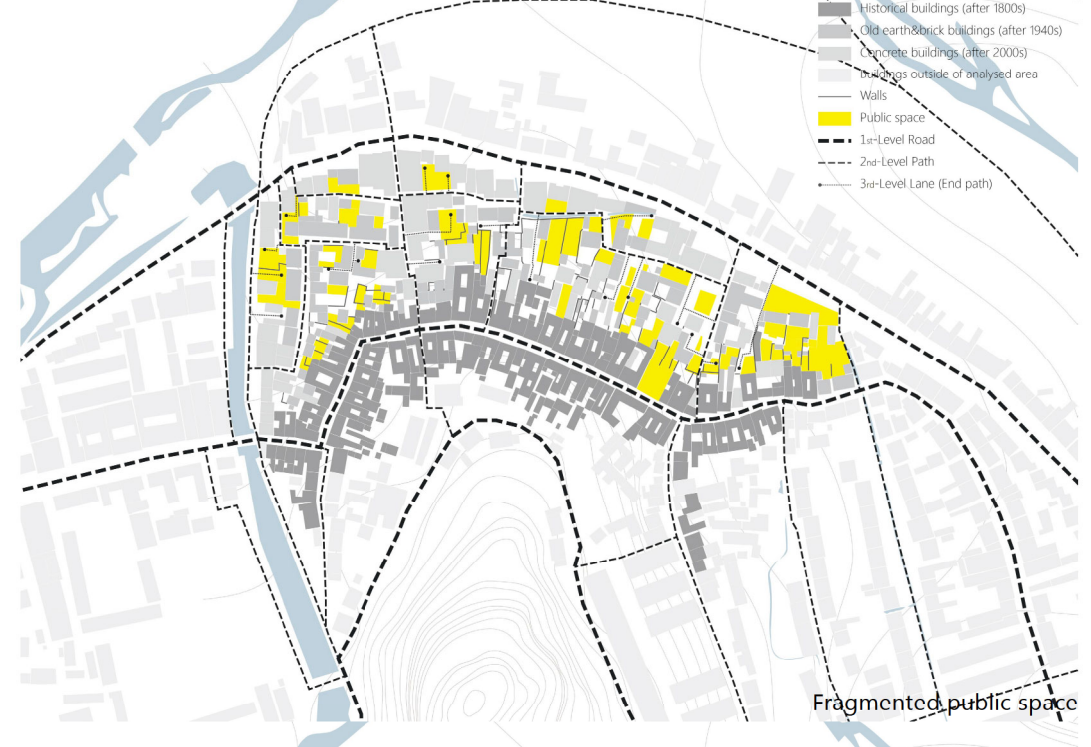 Historical buildings (after 1800s)
Old earth&brick buildings (after 1940s)
Concrete buildings (after 2000s)
Buildings outside of analysed area
Walls
Public space
1st-Level Road
2nd-Level Path
3rd-Level Lane (End path)
Fragmented public space